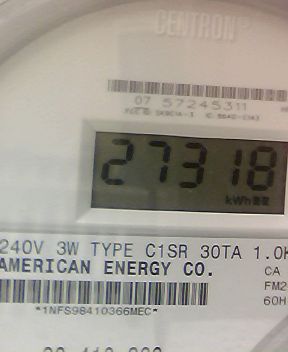 CENTRON
07 57245311
27318
kWh
240V 3W TYPE C1SR 30TA 1.0K
AMERICAN ENERGY CO.
CA
FM2
60H
*1NFS98410366MEC*